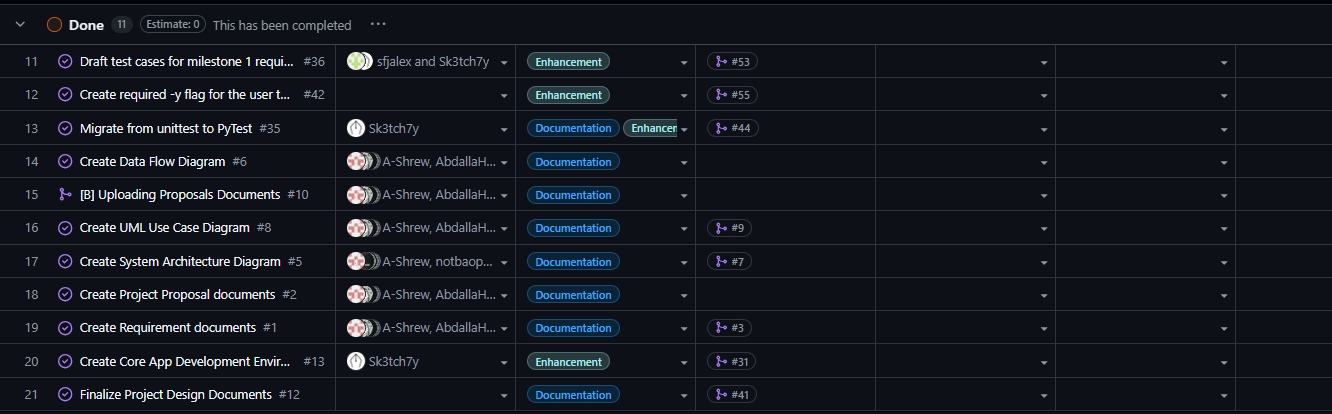 Done 11 Estimate: 0 This has been completed ...
11 Draft test cases for milestone 1 requi... #36 sfjalex and Sk3tch7y Enhancement #53
12 Create required -y flag for the user t... #42 Enhancement #55
13 Migrate from unittest to PyTest #35 Sk3tch7y Documentation Enhancer #44
14 Create Data Flow Diagram #6 A-Shrew, AbdallaH... Documentation
15 [B] Uploading Proposals Documents #10 A-Shrew, AbdallaH... Documentation
16 Create UML Use Case Diagram #8 A-Shrew, AbdallaH... Documentation #9
17 Create System Architecture Diagram #5 A-Shrew, notbaop... Documentation #7
18 Create Project Proposal documents #2 A-Shrew, AbdallaH... Documentation
19 Create Requirement documents #1 A-Shrew, AbdallaH... Documentation #3
20 Create Core App Development Envir... #13 Sk3tch7y Enhancement #31
21 Finalize Project Design Documents #12 Documentation #41